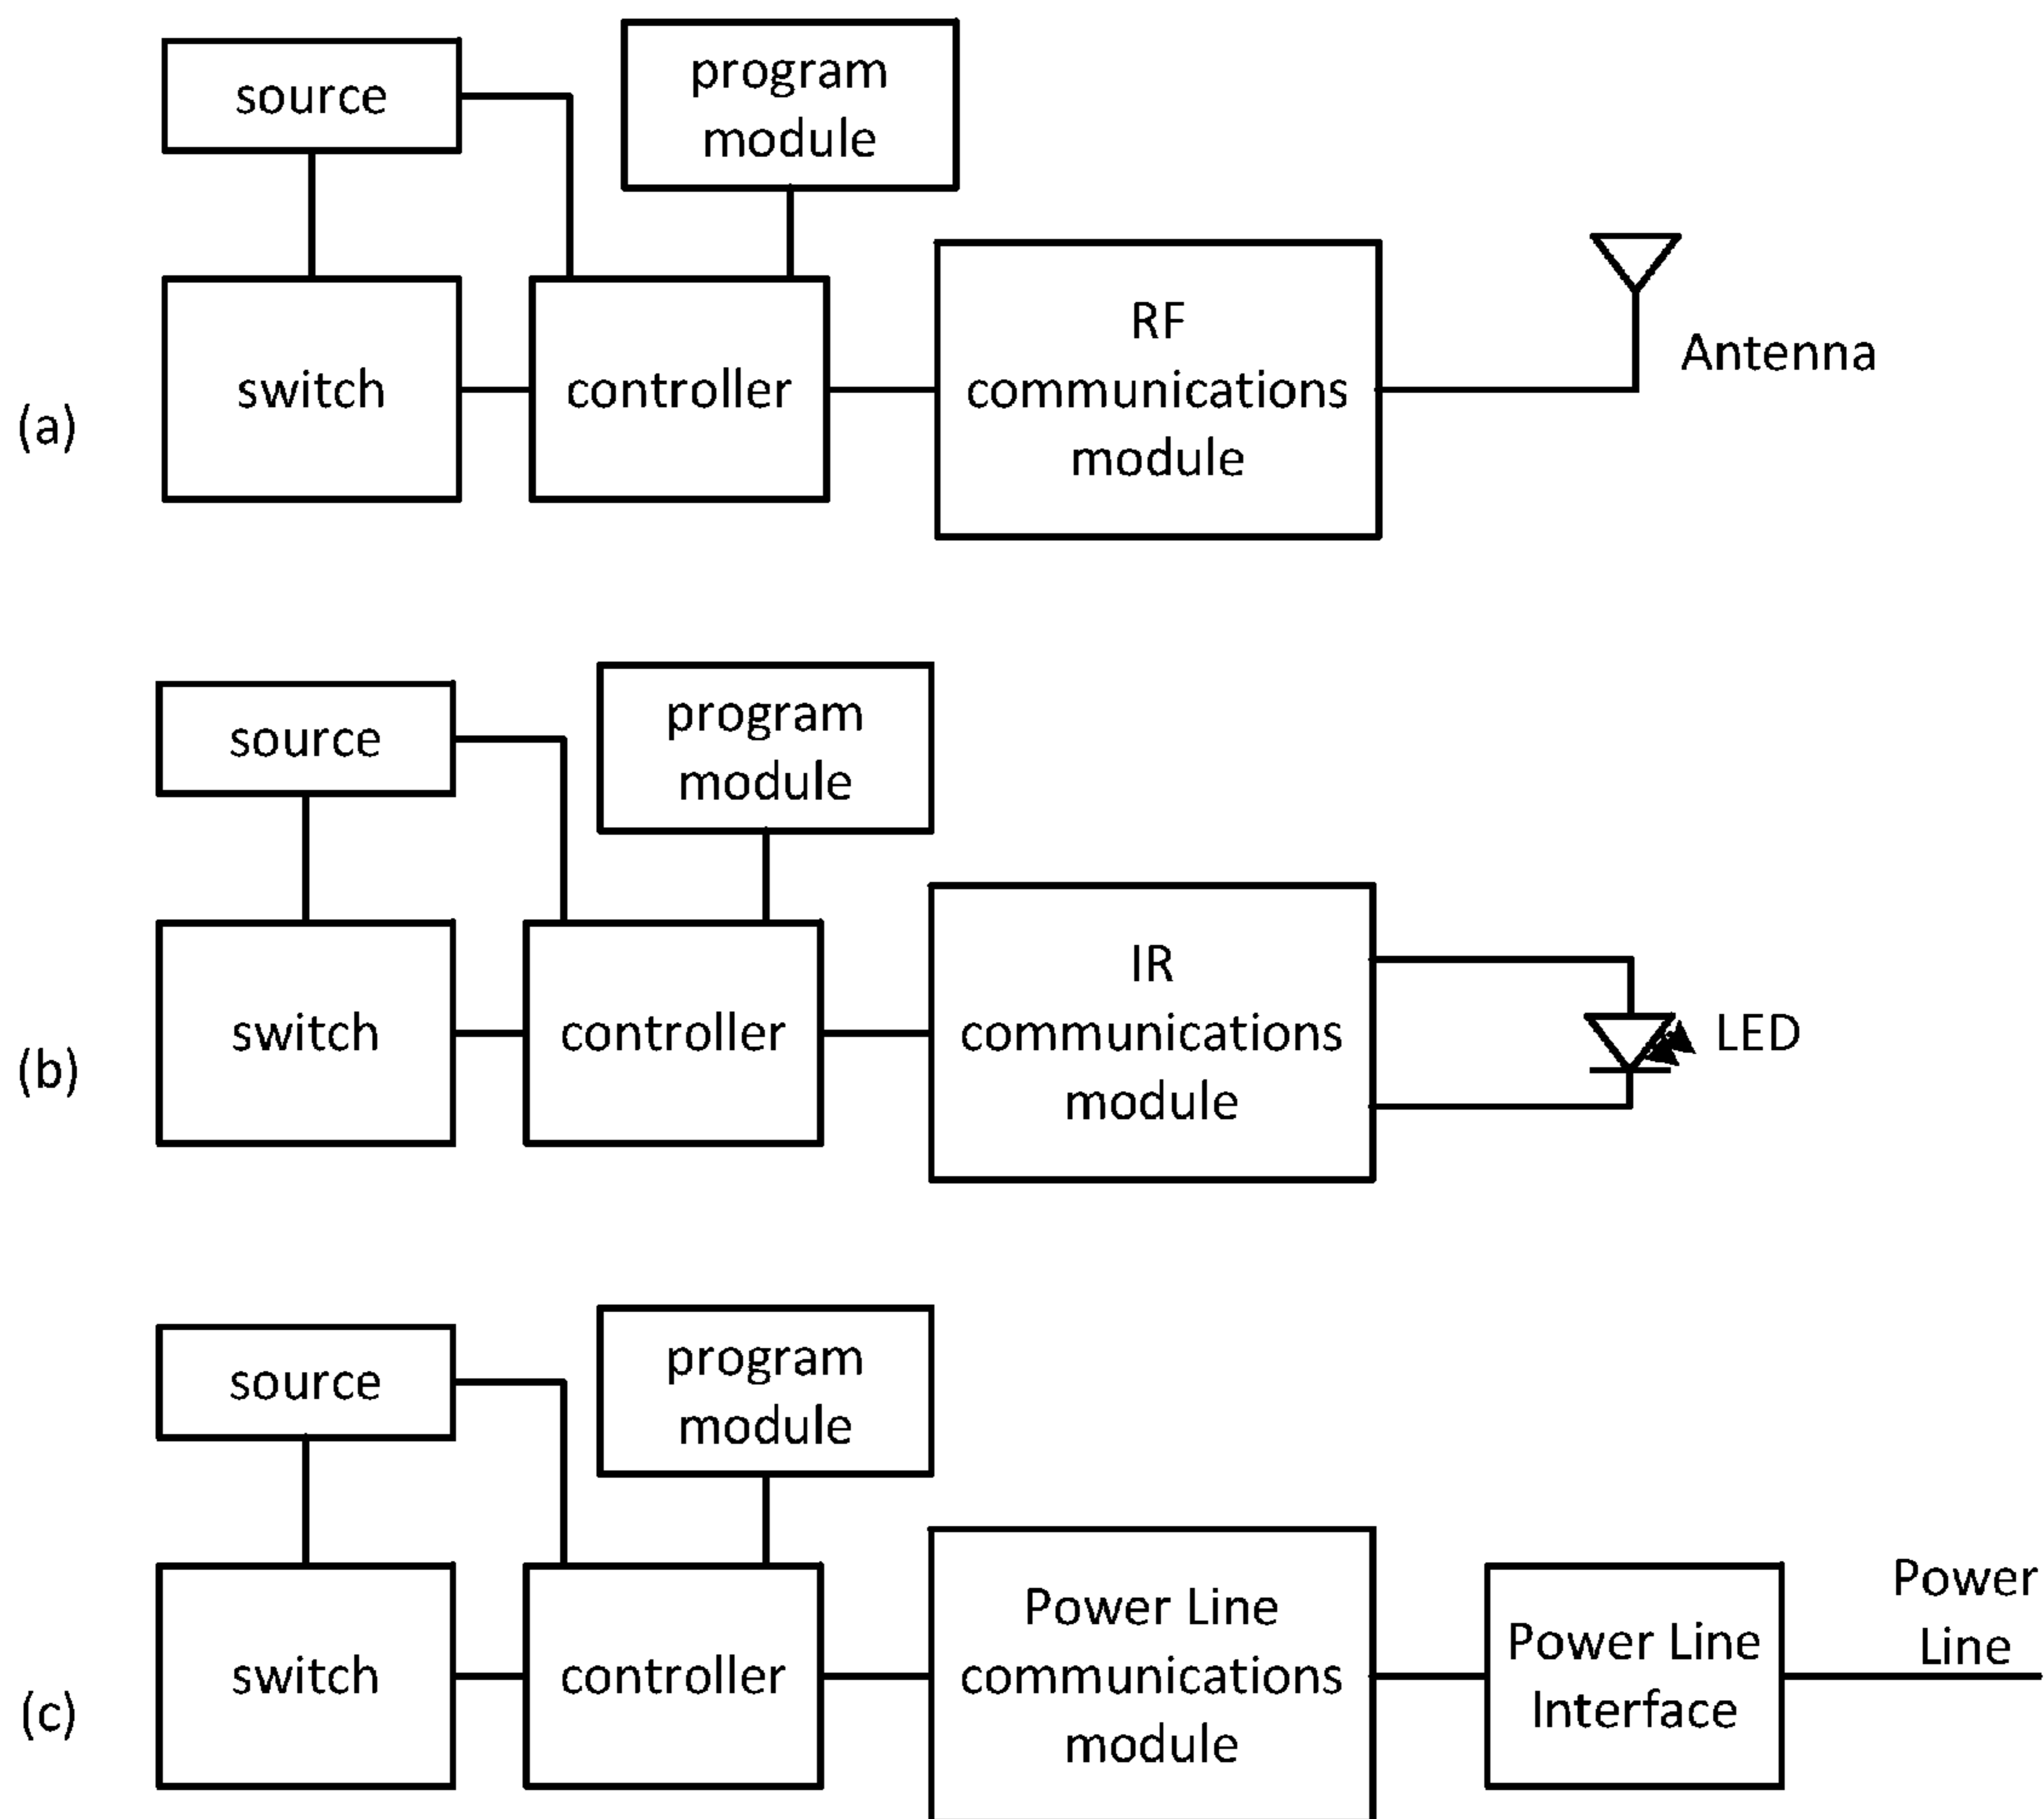 source
program
module
(a)
switch
controller
RF
communications
module
Antenna
source
program
module
(b)
switch
controller
IR
communications
module
LED
source
program
module
(c)
switch
controller
Power Line
communications
module
Power Line
Interface
Power
Line